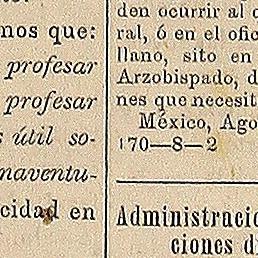 nos que:
profesar
profesar
útil so-
naventu-
cidad en
den ocurrir al
ral, ó en el ofic
llano, sito en
Arzobispado, d
nes que necesit
México, Ago
170—8—2
Administracio
ciones d